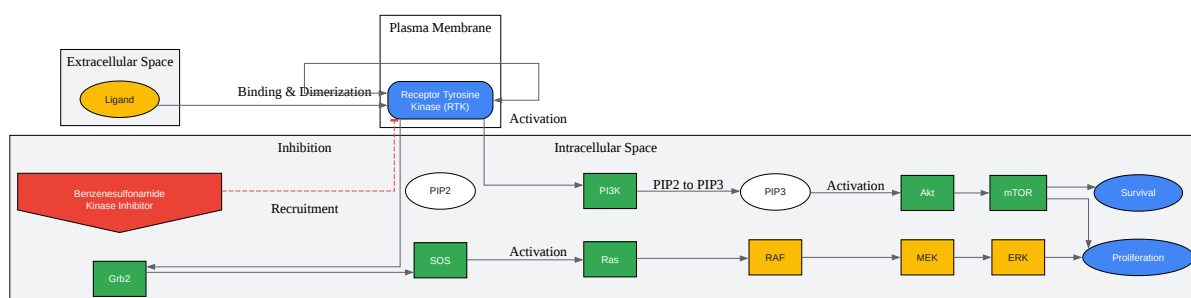 Plasma Membrane
Extracellular Space
Ligand
Binding & Dimerization
Receptor Tyrosine
Kinase (RTK)
Activation
Inhibition
Intracellular Space
Benzenesulfonamide
Kinase Inhibitor
Recruitment
PIP2
PI3K
PIP2 to PIP3
PIP3
Activation
Akt
mTOR
Survival
Grb2
SOS
Activation
Ras
RAF
MEK
ERK
Proliferation